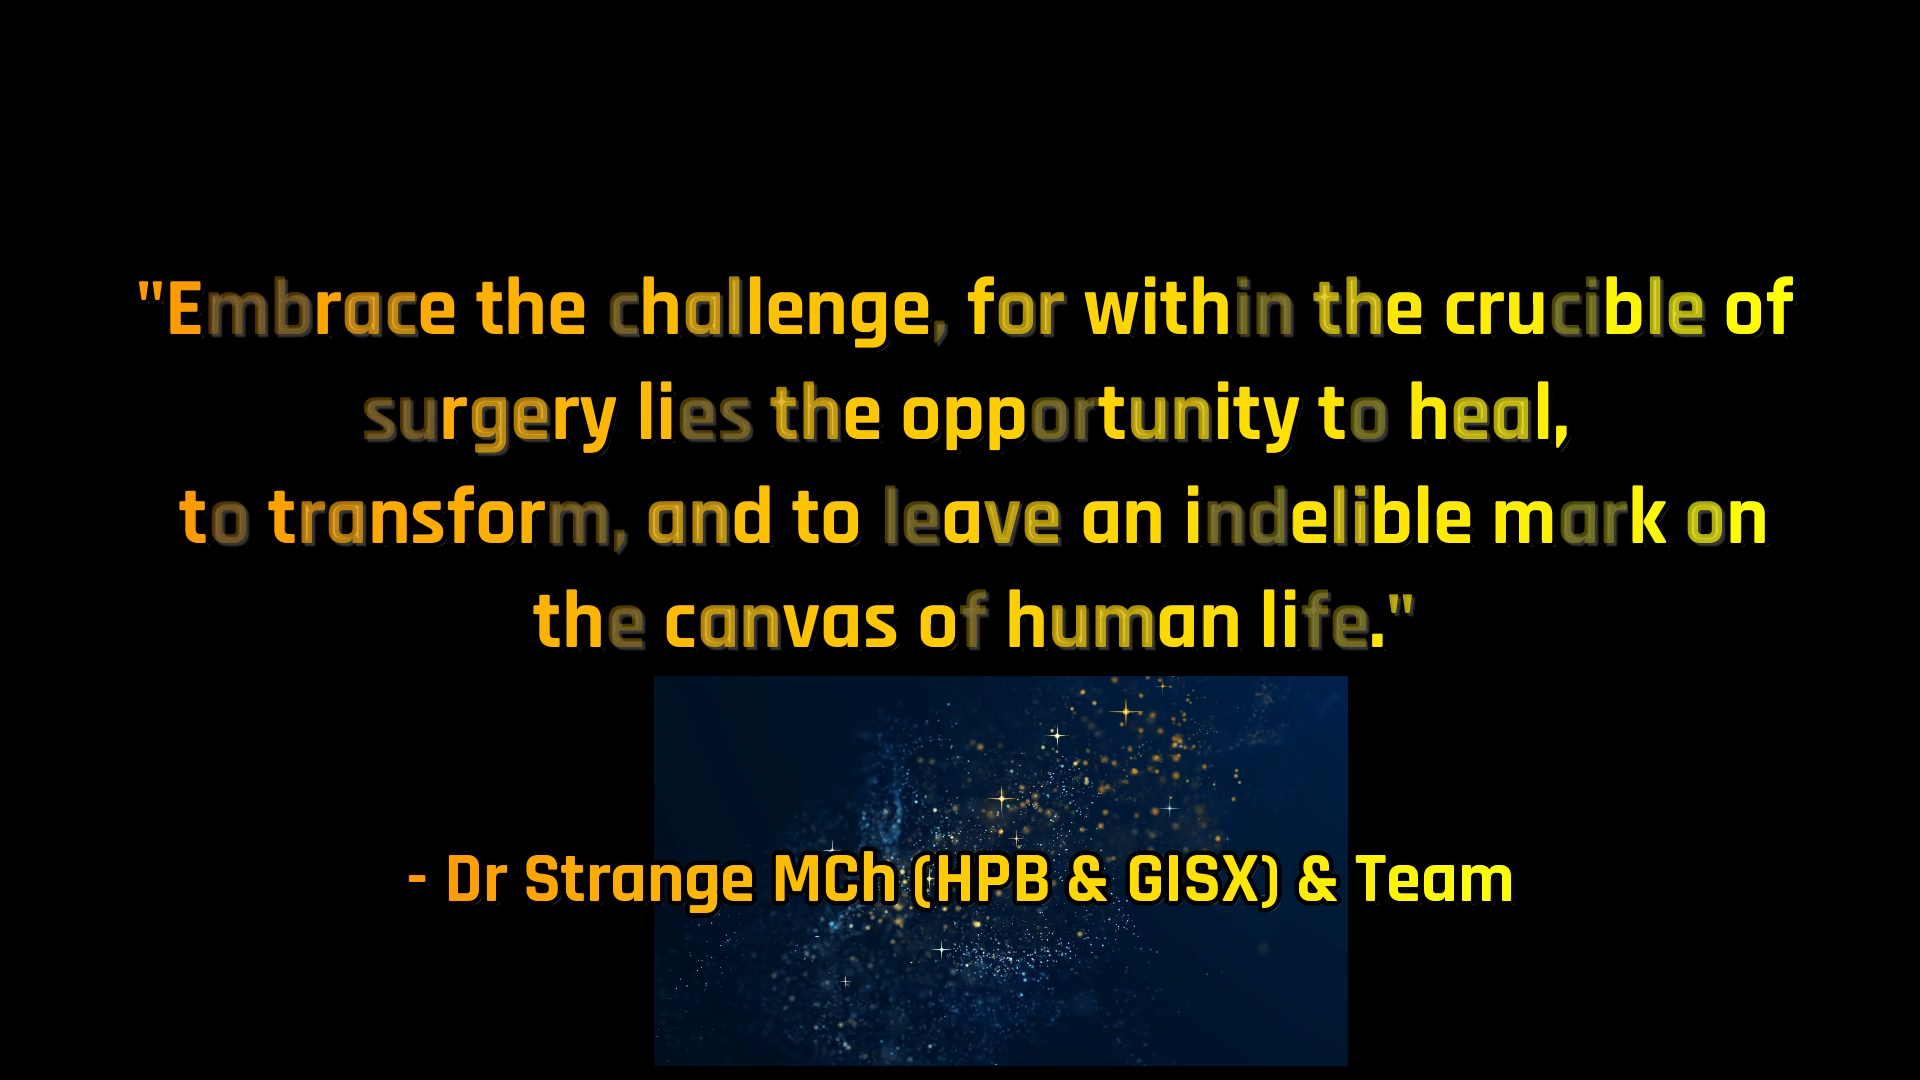 "Embrace the challenge, for within the crucible of
surgery lies the opportunity to heal,
to transform, and to leave an indelible mark on
the canvas of human life."
- Dr Strange MCh (HPB & GISX) & Team